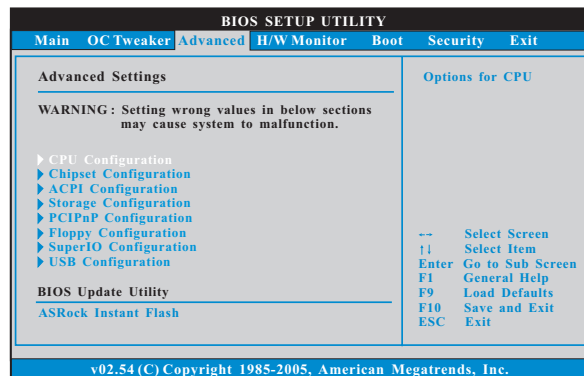 BIOS SETUP UTILITY
Main OC Tweaker Advanced H/W Monitor Boot Security Exit
Advanced Settings
WARNING : Setting wrong values in below sections
may cause system to malfunction.
CPU Configuration
Chipset Configuration
ACPI Configuration
Storage Configuration
PCIPnP Configuration
Floppy Configuration
SuperIO Configuration
USB Configuration
BIOS Update Utility
ASRock Instant Flash
Options for CPU
←→ Select Screen
↑↓ Select Item
Enter Go to Sub Screen
F1 General Help
F9 Load Defaults
F10 Save and Exit
ESC Exit
v02.54 (C) Copyright 1985-2005, American Megatrends, Inc.